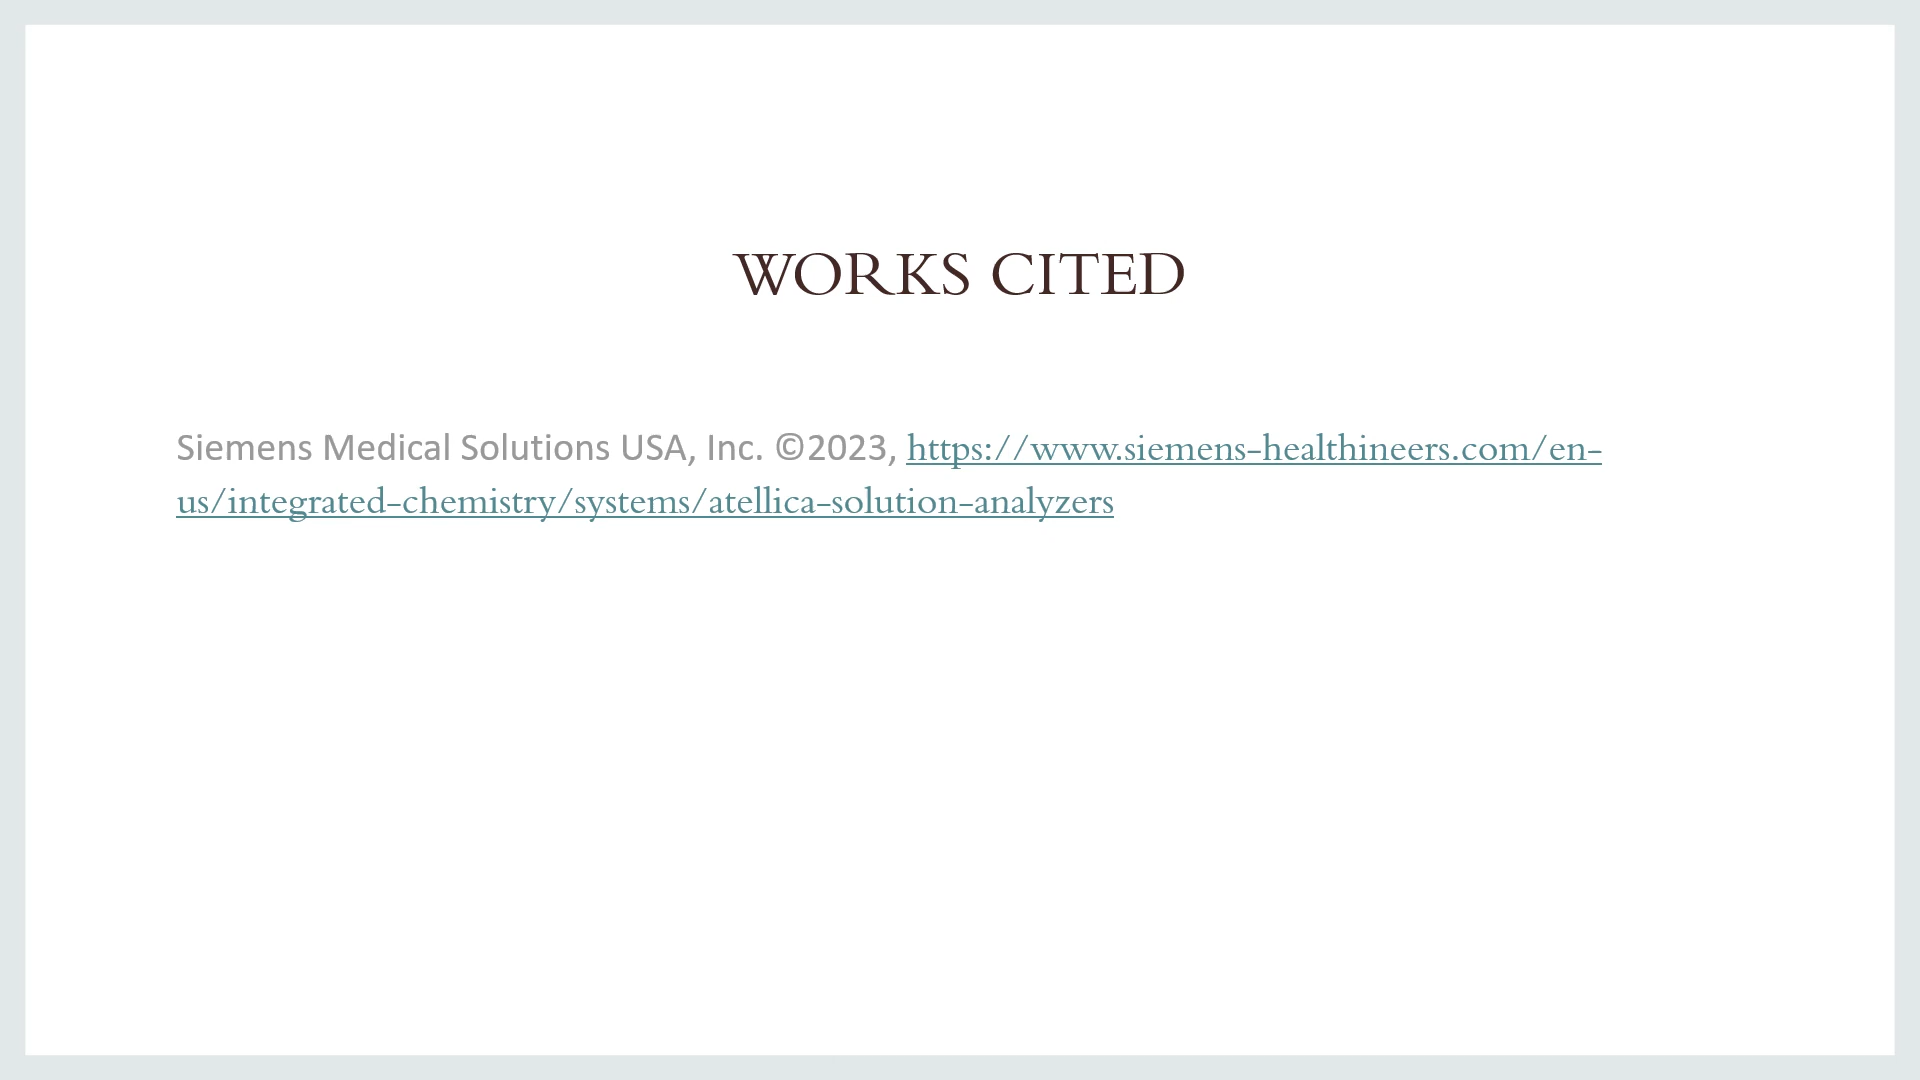 WORKS CITED
Siemens Medical Solutions USA, Inc. ©2023, https://www.siemens-healthineers.com/en-
us/integrated-chemistry/systems/atellica-solution-analyzers